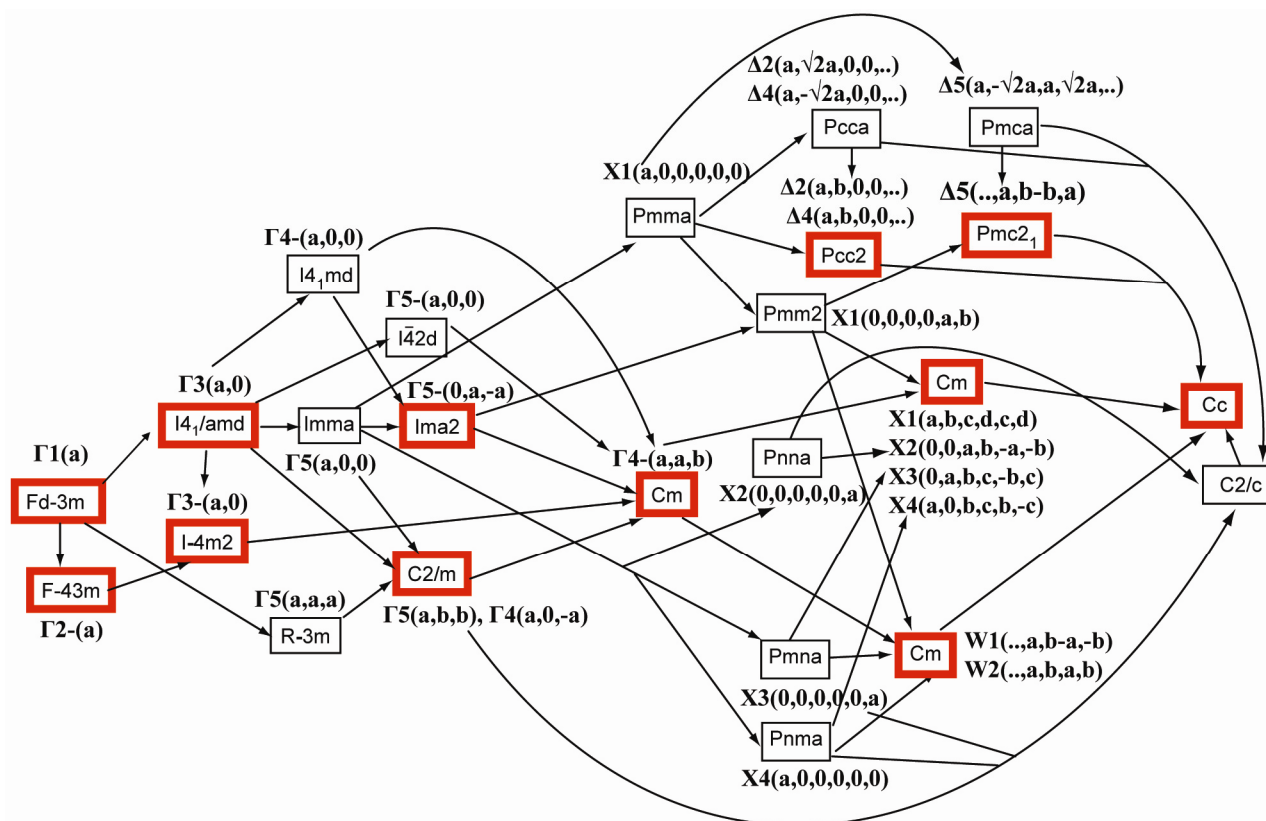 Δ2(a,√2a,0,0,..)
Δ4(a,-√2a,0,0,..)
Pcca
Δ5(a,-√2a,a,√2a,..)
Pmca
X1(a,0,0,0,0,0)
Pmma
Δ2(a,b,0,0,..)
Δ4(a,b,0,0,..)
Pcc2
Δ5(..,a,b-b,a)
Pmc2₁
Γ4-(a,0,0)
I4₁md
Γ5-(a,0,0)
I4̅2d
Pmm2
X1(0,0,0,0,a,b)
Γ3(a,0)
I4₁/amd
Imma
Γ5(a,0,0)
Γ5-(0,a,-a)
Ima2
Cm
X1(a,b,c,d,c,d)
X2(0,0,a,b,-a,-b)
X3(0,a,b,c,-b,c)
X4(a,0,b,c,b,-c)
Cc
Pnna
X2(0,0,0,0,0,a)
C2/c
Γ4-(a,a,b)
Cm
Γ1(a)
Fd-3m
Γ3-(a,0)
I-4m2
F-43m
Γ2-(a)
Γ5(a,a,a)
R-3m
C2/m
Γ5(a,b,b), Γ4(a,0,-a)
Pmna
X3(0,0,0,0,0,a)
Cm
W1(..,a,b-a,-b)
W2(..,a,b,a,b)
Pnma
X4(a,0,0,0,0,0)